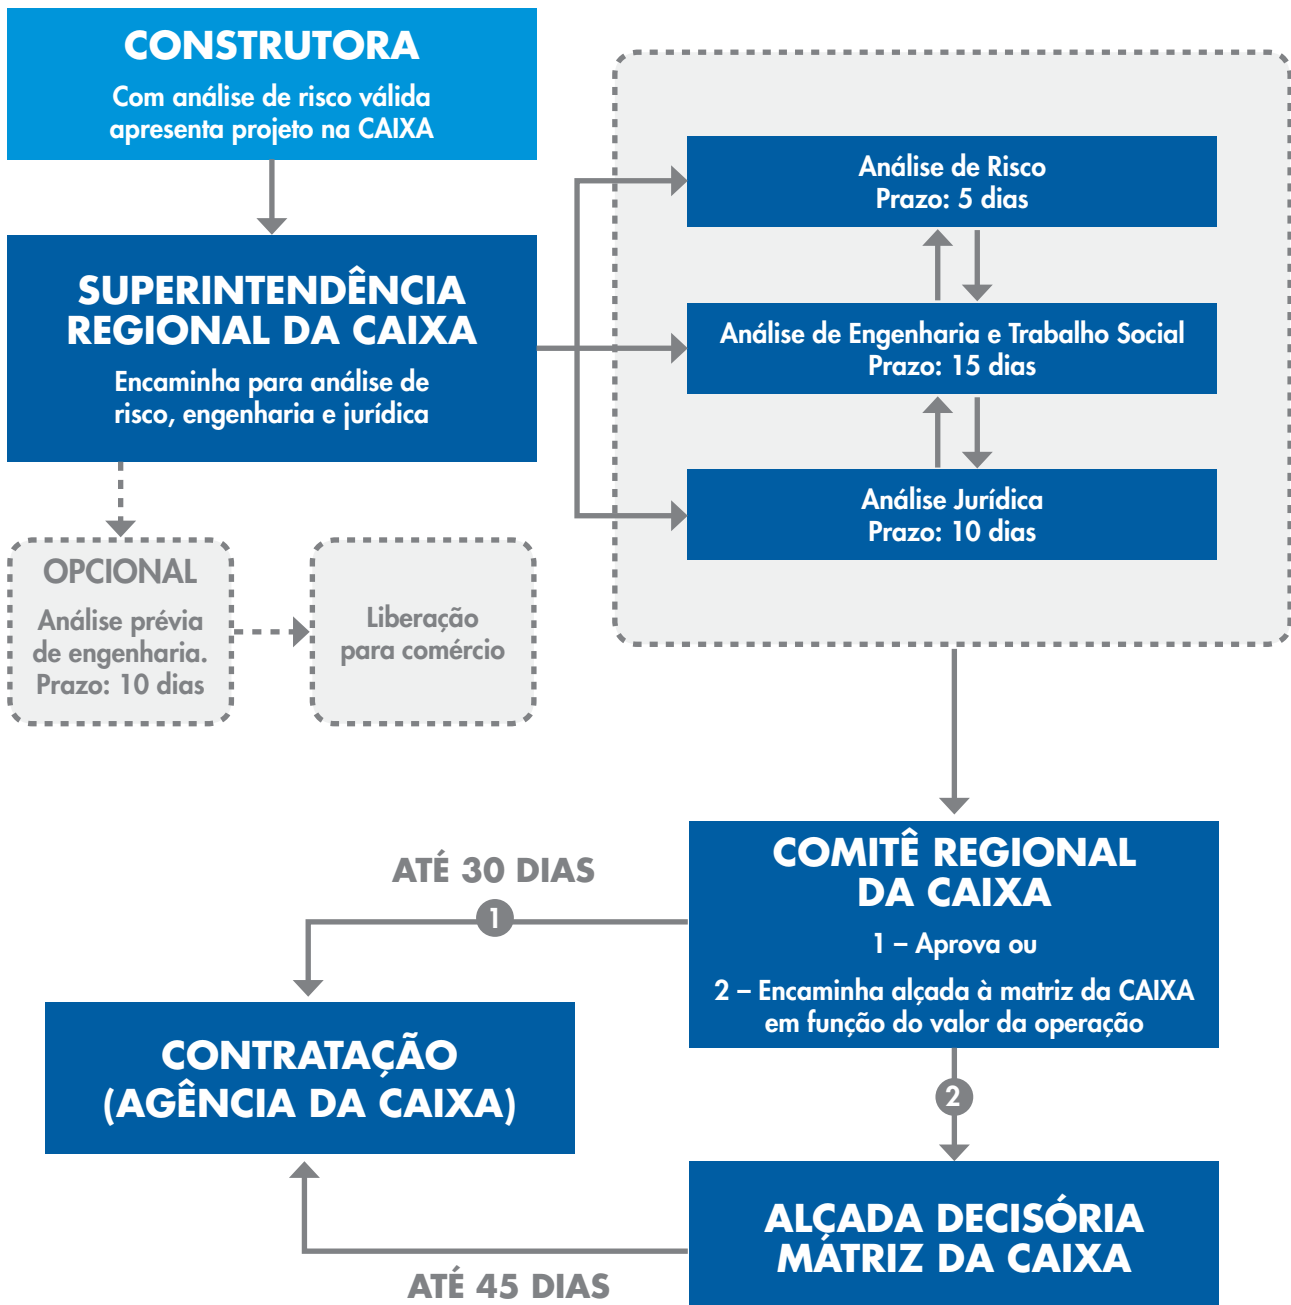 CONSTRUTORA
Com análise de risco válida
apresenta projeto na CAIXA
SUPERINTENDÊNCIA
REGIONAL DA CAIXA
Encaminha para análise de
risco, engenharia e jurídica
OPCIONAL
Análise prévia
de engenharia.
Prazo: 10 dias
Liberação
para comércio
Análise de Risco
Prazo: 5 dias
Análise de Engenharia e Trabalho Social
Prazo: 15 dias
Análise Jurídica
Prazo: 10 dias
COMITÊ REGIONAL
DA CAIXA
1 – Aprova ou
2 – Encaminha alçada à matriz da CAIXA
em função do valor da operação
ATÉ 30 DIAS
1
CONTRATAÇÃO
(AGÊNCIA DA CAIXA)
2
ALÇADA DECISÓRIA
MATRIZ DA CAIXA
ATÉ 45 DIAS